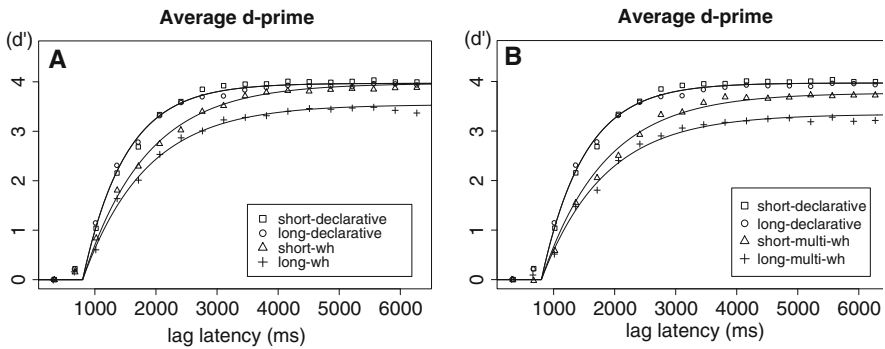 Average d-prime
(d')
A
4
3
2
1
0
short-declarative
long-declarative
short-wh
long-wh
1000 2000 3000 4000 5000 6000
lag latency (ms)
Average d-prime
(d')
B
4
3
2
1
0
short-declarative
long-declarative
short-multi-wh
long-multi-wh
1000 2000 3000 4000 5000 6000
lag latency (ms)